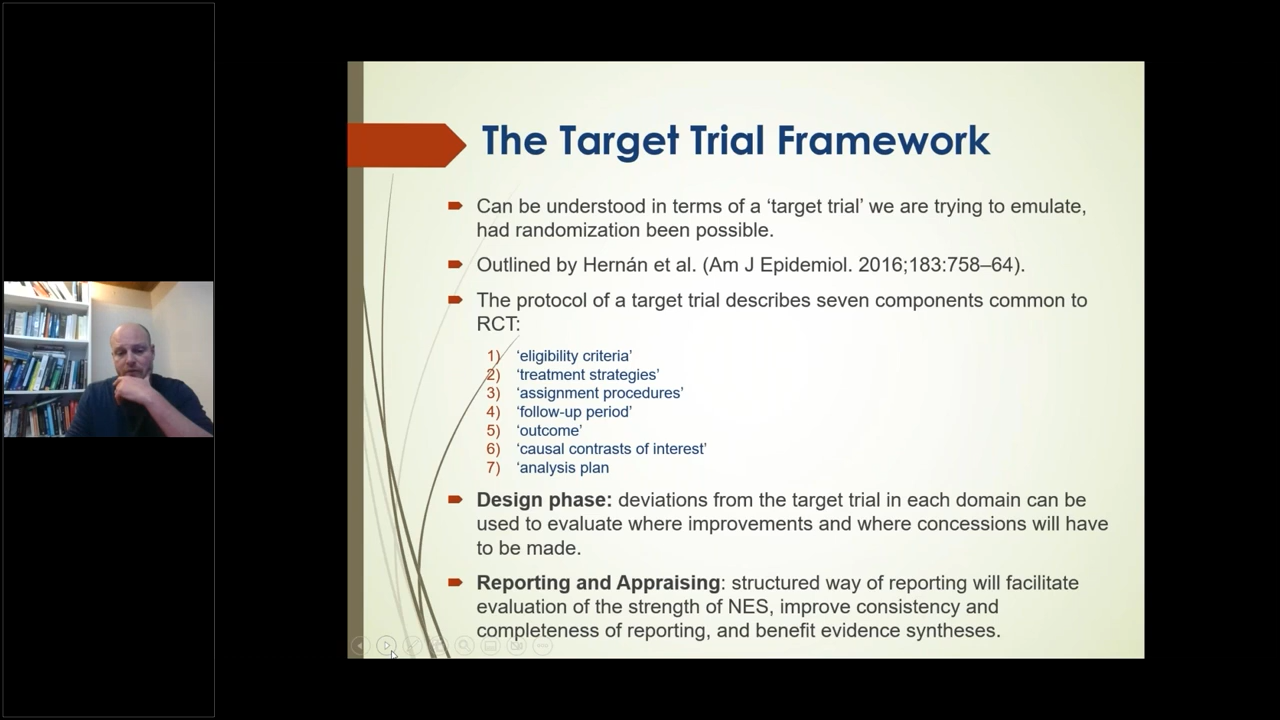 The Target Trial Framework
Can be understood in terms of a ‘target trial’ we are trying to emulate,
had randomization been possible.
Outlined by Hernán et al. (Am J Epidemiol. 2016;183:758–64).
The protocol of a target trial describes seven components common to
RCT:
1) ‘eligibility criteria’
2) ‘treatment strategies’
3) ‘assignment procedures’
4) ‘follow-up period’
5) ‘outcome’
6) ‘causal contrasts of interest’
7) ‘analysis plan
Design phase: deviations from the target trial in each domain can be
used to evaluate where improvements and where concessions will have
to be made.
Reporting and Appraising: structured way of reporting will facilitate
evaluation of the strength of NES, improve consistency and
completeness of reporting, and benefit evidence syntheses.